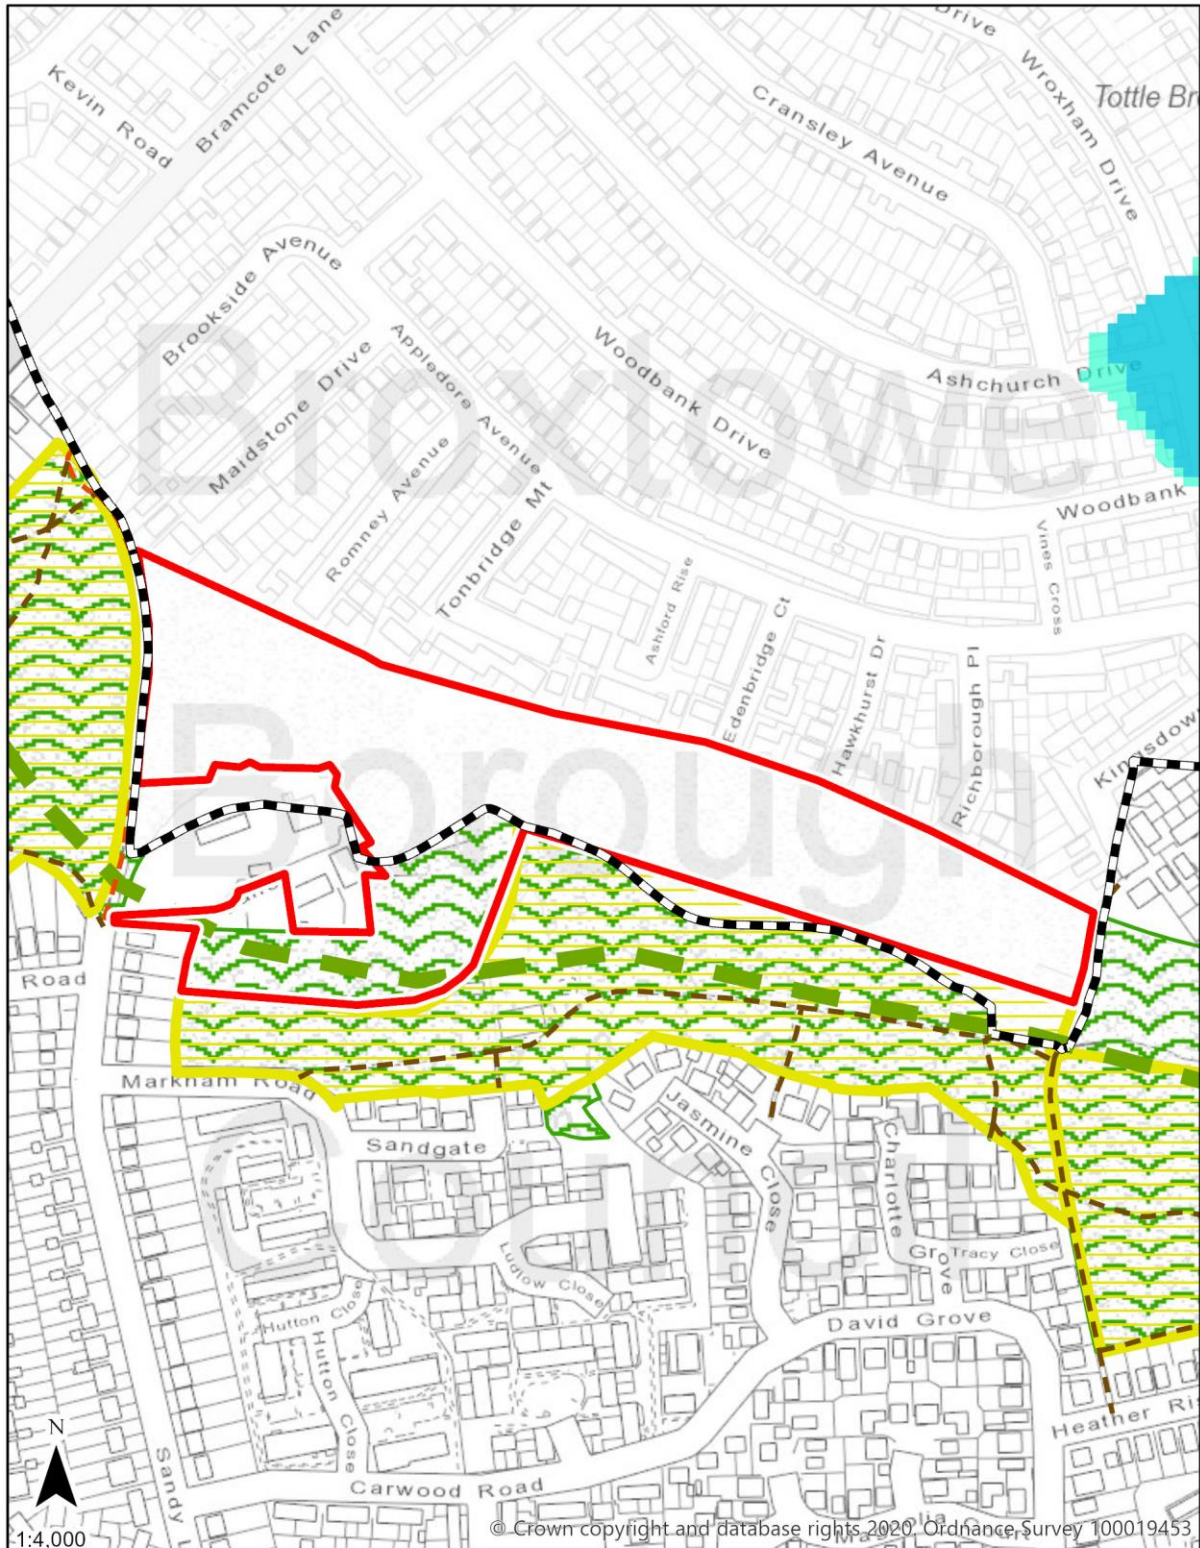 Drive
Wroxham Drive
Tottle Br
Kevin Road
Bramcote Lane
Cransley Avenue
Brookside Avenue
Maidstone Drive
Appledore Avenue
Woodbank Drive
Ashchurch Drive
Broxtowe
Romney Avenue
Tonbridge Mt
Woodbank
Vines Cross
Ashford Rise
Edenbridge Ct
Hawkhurst Dr
Richborough Pl
Kingsdow
Borough
Road
Markham Road
Sandgate
Jasmine Close
Charlotte
Grove
Tracy Close
Council
Ludlow Close
Hutton Close
Hutton Close
David Grove
Heather Ri
N
Sandy
L
Carwood Road
1:4,000
© Crown copyright and database rights 2020. Ordnance Survey 100019453